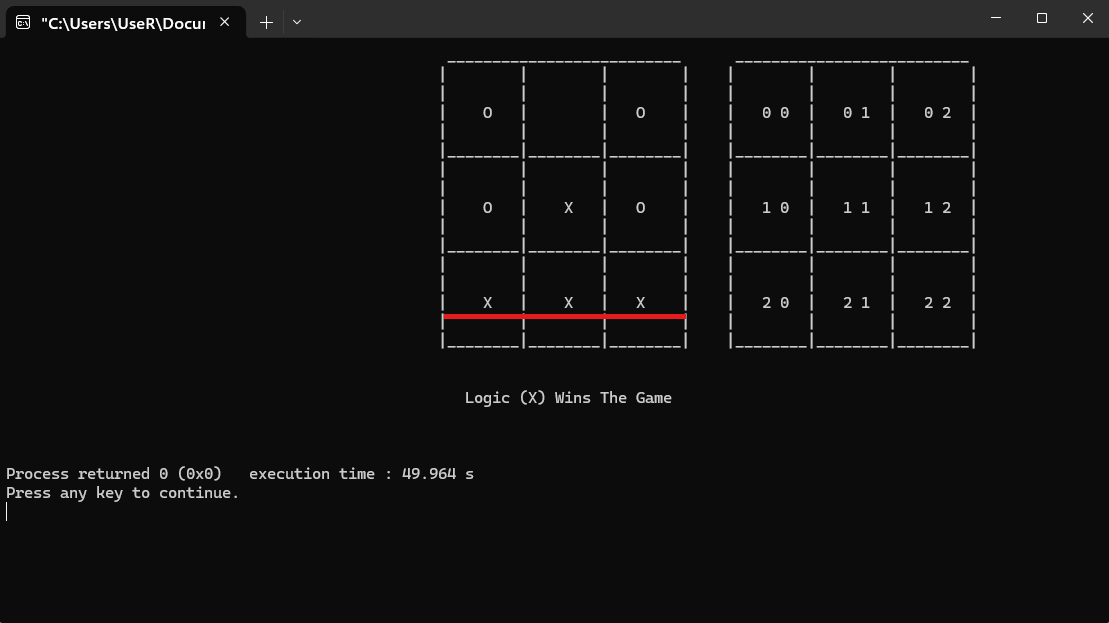 "C:\Users\UseR\Docur
O O 0 0 0 1 0 2
O X O 1 0 1 1 1 2
X X X 2 0 2 1 2 2
Logic (X) Wins The Game
Process returned 0 (0x0)   execution time : 49.964 s
Press any key to continue.